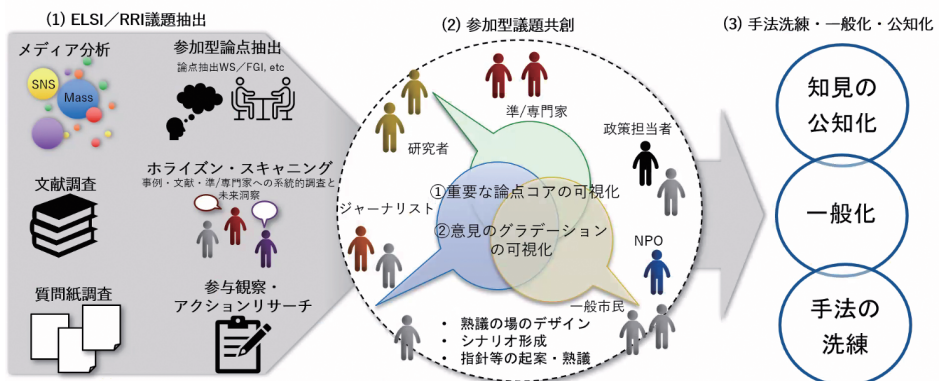 (1) ELSI／RRI議題抽出
メディア分析
SNS
Mass
参加型論点抽出
論点抽出WS／FGI, etc
文献調査
ホライズン・スキャニング
事例・文献・準/専門家への系統的調査と
未来洞察
質問紙調査
参与観察・
アクションリサーチ
(2) 参加型議題共創
準/専門家
研究者
政策担当者
ジャーナリスト
①重要な論点コアの可視化
②意見のグラデーション
の可視化
NPO
一般市民
• 熟議の場のデザイン
• シナリオ形成
• 指針等の起案・熟議
(3) 手法洗練・一般化・公知化
知見の
公知化
一般化
手法の
洗練